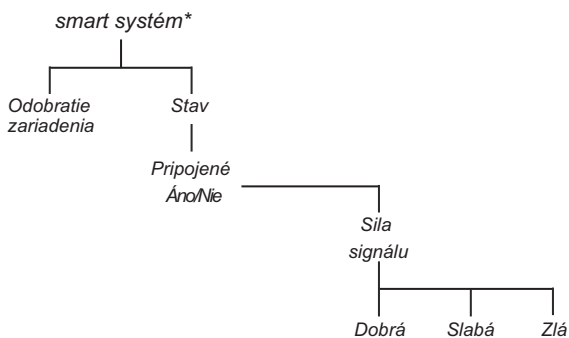 smart systém*
Odobratie
zariadenia
Stav
Pripojené
Áno/Nie
Sila
signálu
Dobrá
Slabá
Zlá